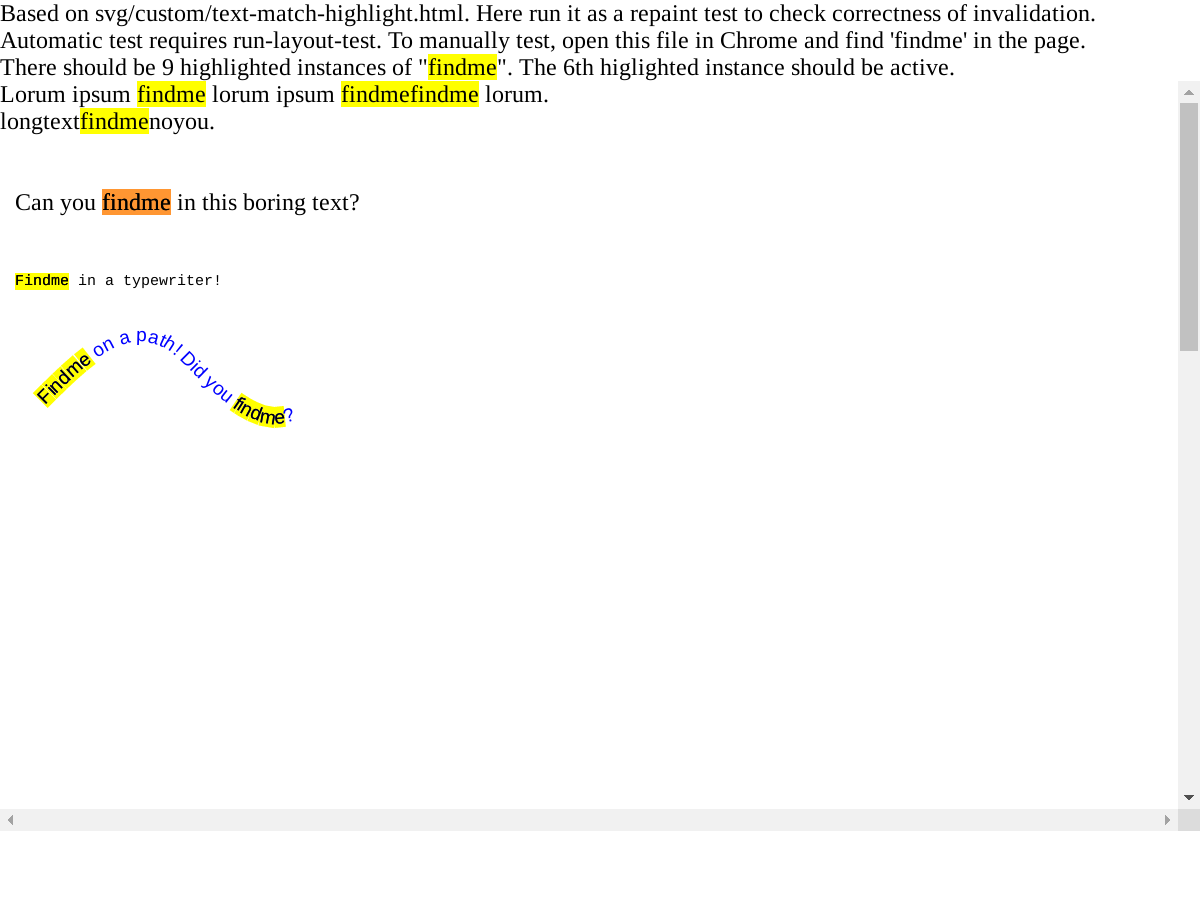 Based on svg/custom/text-match-highlight.html. Here run it as a repaint test to check correctness of invalidation.
Automatic test requires run-layout-test. To manually test, open this file in Chrome and find 'findme' in the page.
There should be 9 highlighted instances of "findme". The 6th higlighted instance should be active.
Lorum ipsum findme lorum ipsum findmefindme lorum.
longtextfindmenoyou.
Can you findme in this boring text?
Findme in a typewriter!
Findme on a path! Did you findme?